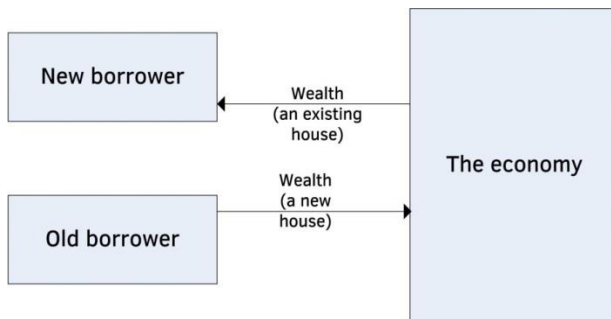 New borrower
Wealth
(an existing
house)
The economy
Wealth
(a new
house)
Old borrower